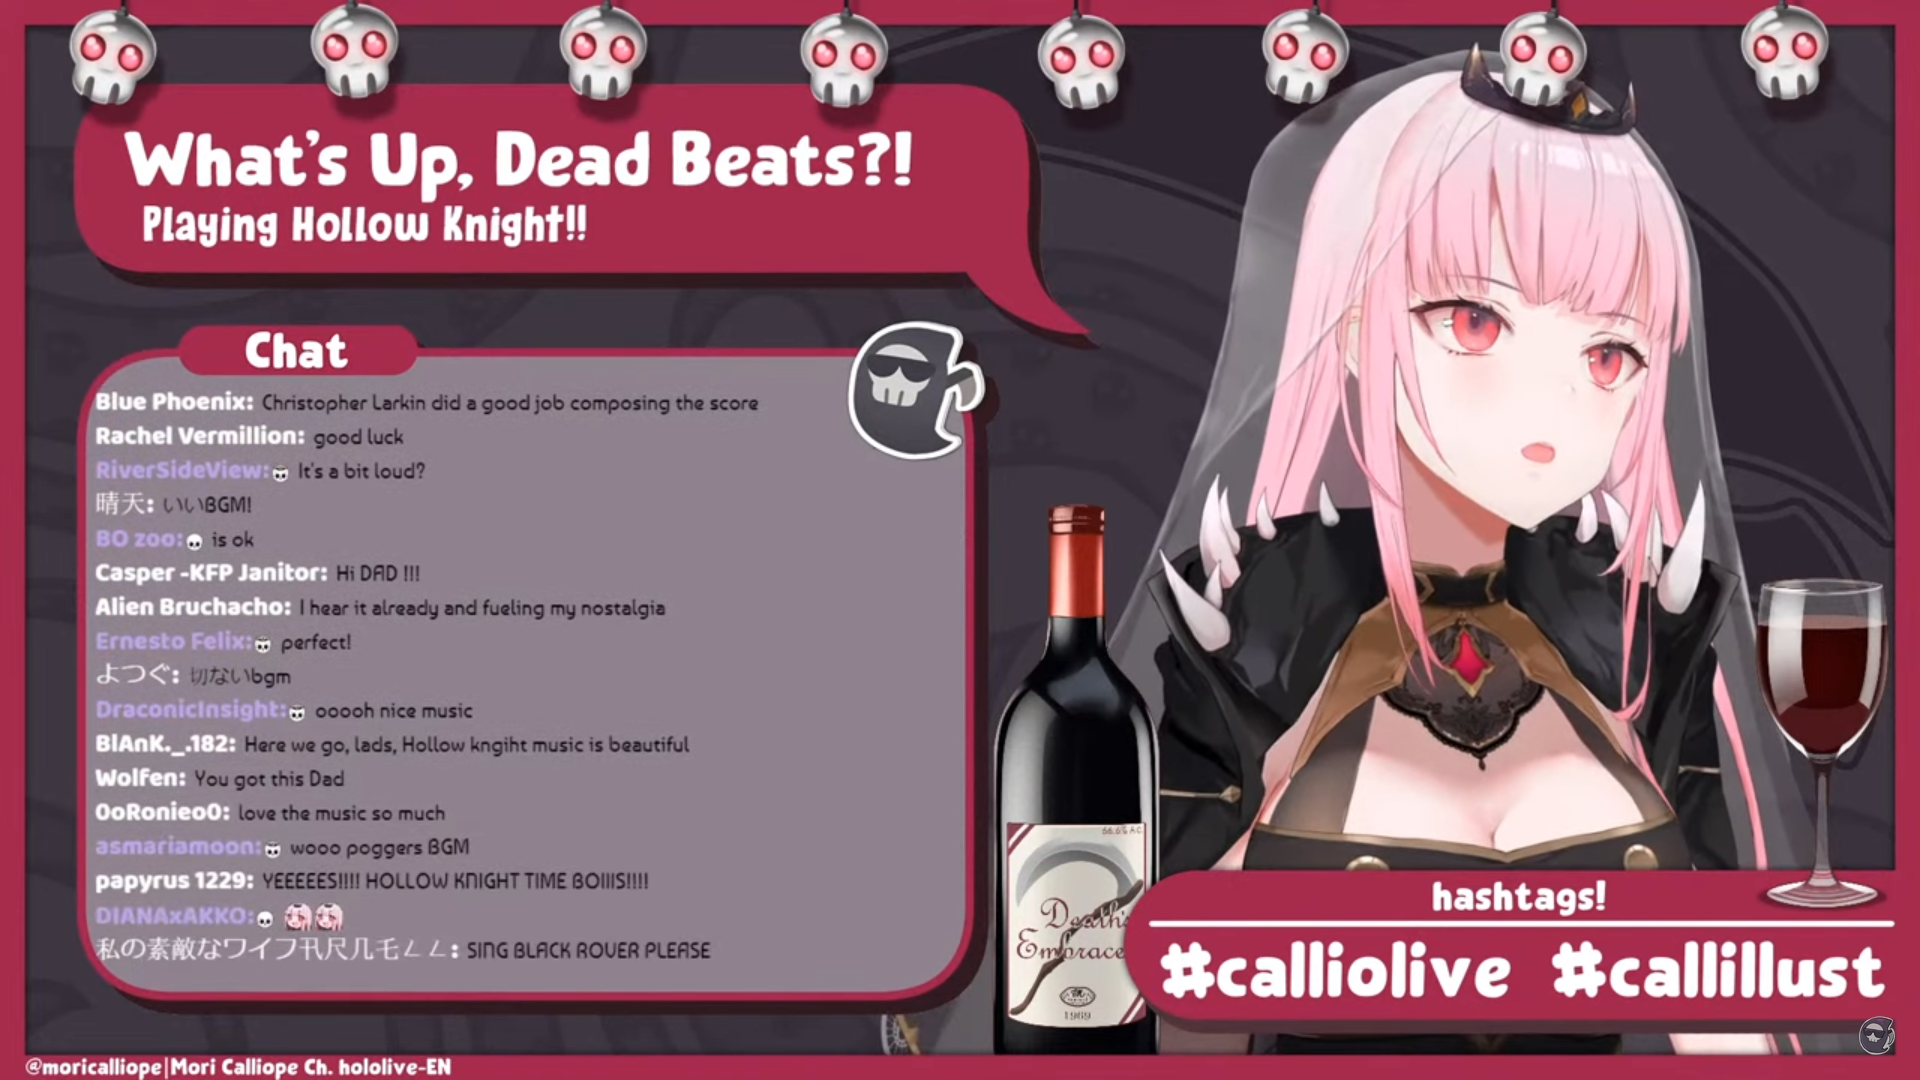 What's Up, Dead Beats?!
Playing Hollow Knight!!
Chat
Blue Phoenix: Christopher Larkin did a good job composing the score
Rachel Vermillion: good luck
RiverSideView: It's a bit loud?
晴天: いいBGM!
BO zoo: is ok
Casper -KFP Janitor: Hi DAD !!!
Alien Bruchacho: I hear it already and fueling my nostalgia
Ernesto Felix: perfect!
よつぐ: 切ないbgm
DraconicInsight: ooooh nice music
BlAnK._.182: Here we go, lads, Hollow kngiht music is beautiful
Wolfen: You got this Dad
OoRonieoO: love the music so much
asmariamoon: wooo poggers BGM
papyrus 1229: YEEEEES!!!! HOLLOW KNIGHT TIME BOIIIS!!!!
DIANAxAKKO:
私の素敵なワイフ卂尺几乇ㄥㄥ: SING BLACK ROVER PLEASE
66.6% AC
Death's
Embrace
1989
hashtags!
#calliolive #callillust
@moricalliope|Mori Calliope Ch. hololive-EN